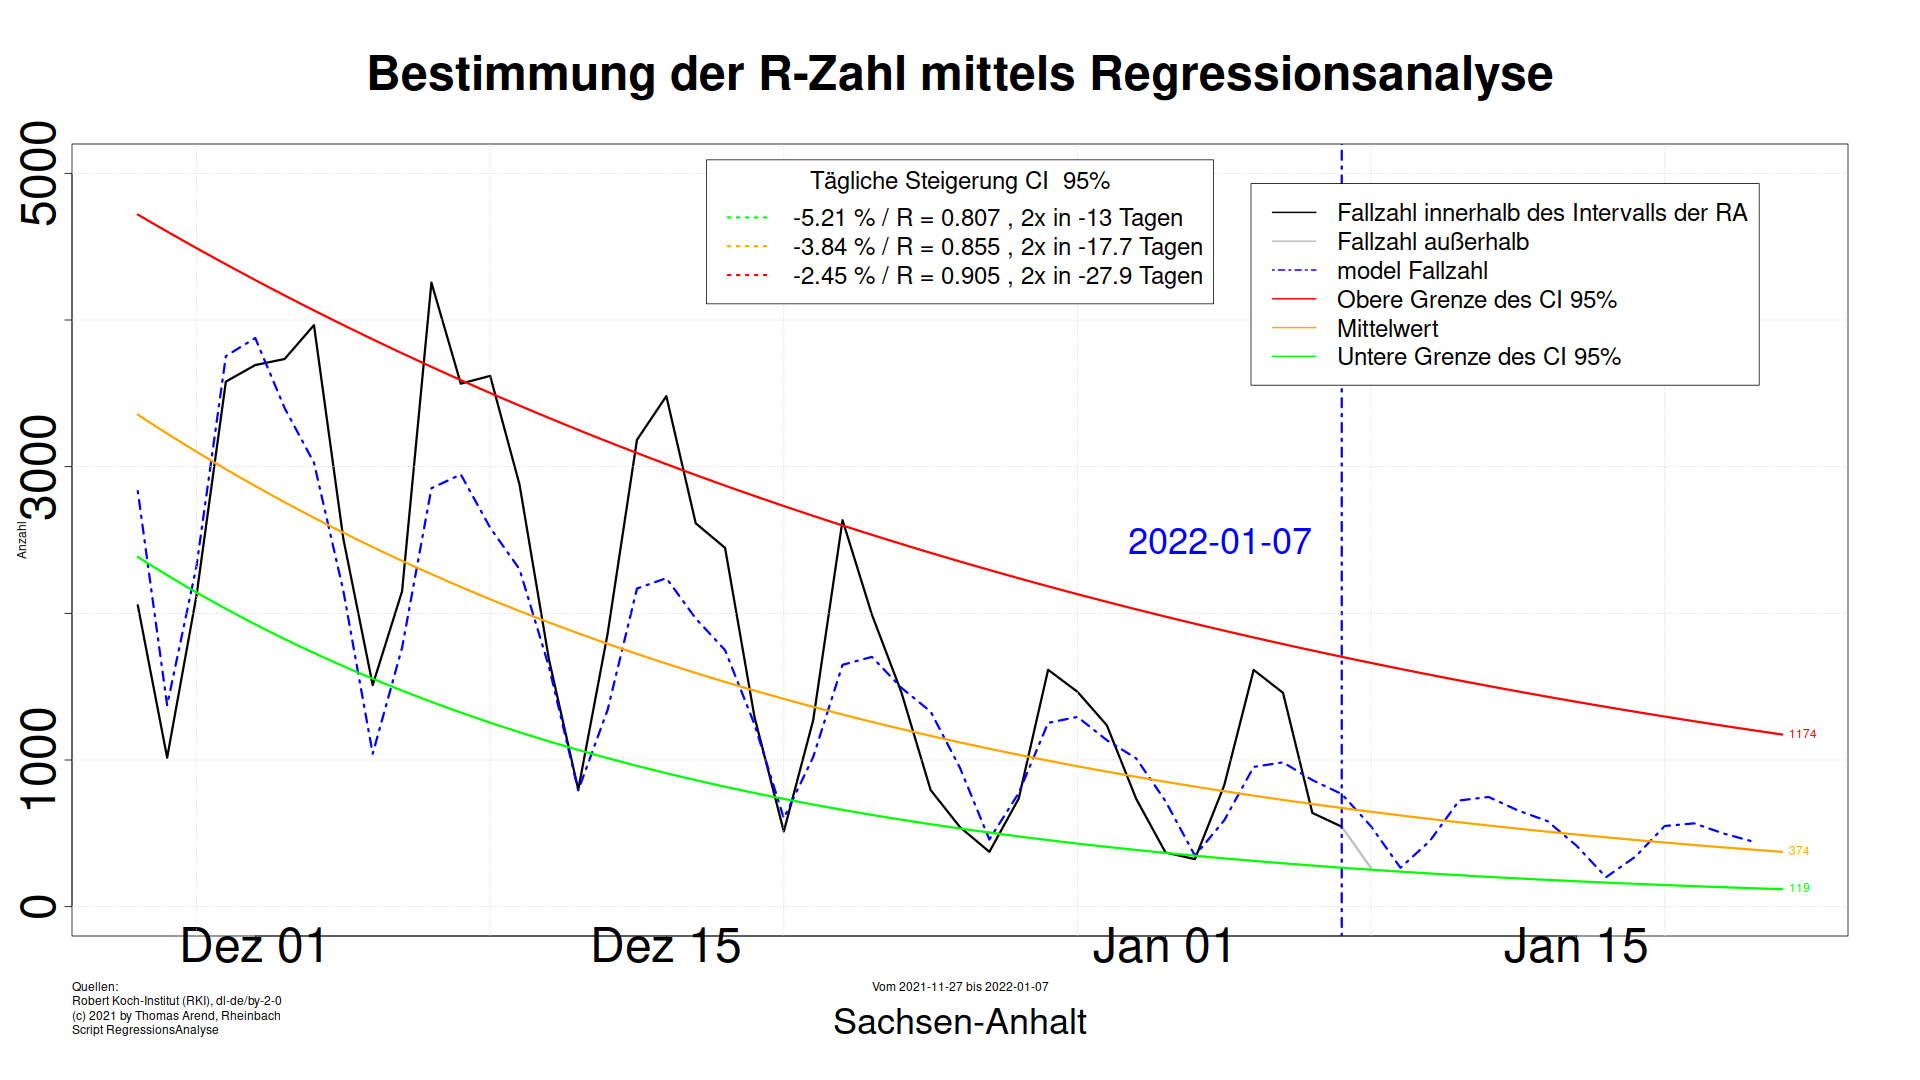 Bestimmung der R-Zahl mittels Regressionsanalyse
Anzahl
5000
3000
1000
0
Tägliche Steigerung CI 95%
-5.21 % / R = 0.807 , 2x in -13 Tagen
-3.84 % / R = 0.855 , 2x in -17.7 Tagen
-2.45 % / R = 0.905 , 2x in -27.9 Tagen
Fallzahl innerhalb des Intervalls der RA
Fallzahl außerhalb
model Fallzahl
Obere Grenze des CI 95%
Mittelwert
Untere Grenze des CI 95%
2022-01-07
1174
374
119
Dez 01
Dez 15
Jan 01
Jan 15
Vom 2021-11-27 bis 2022-01-07
Sachsen-Anhalt
Quellen:
Robert Koch-Institut (RKI), dl-de/by-2-0
(c) 2021 by Thomas Arend, Rheinbach
Script RegressionsAnalyse